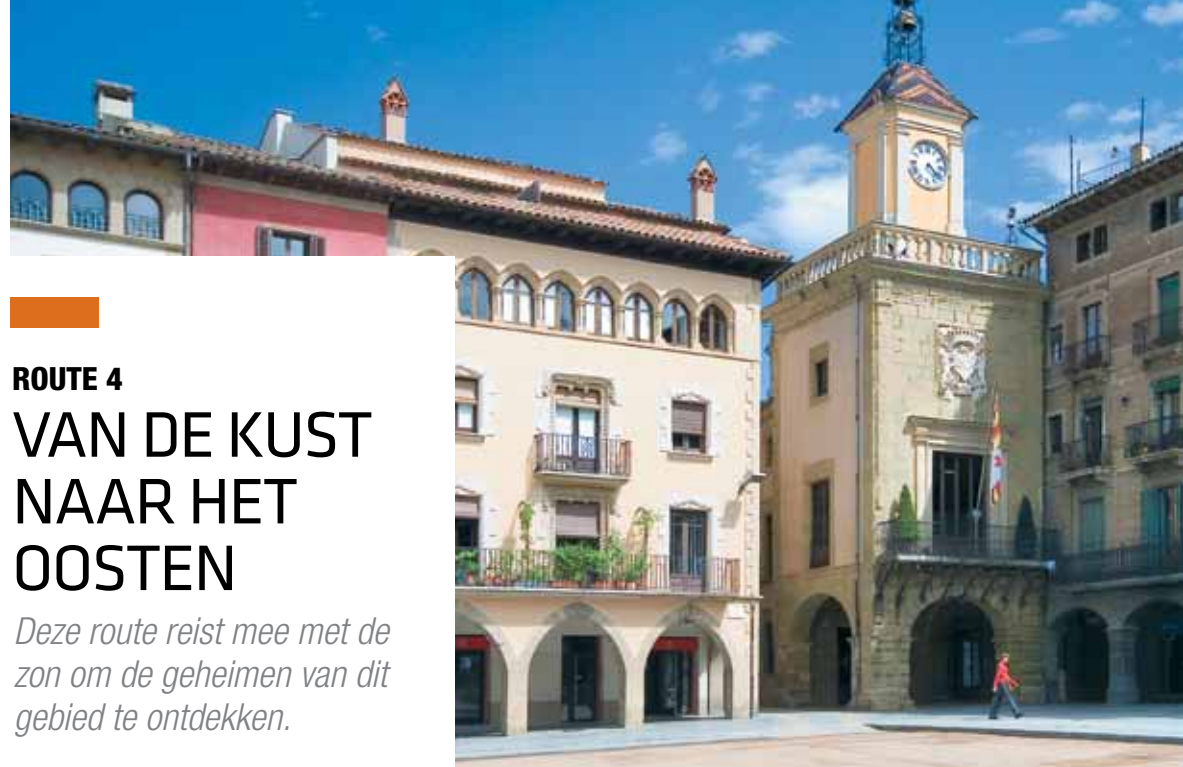 ROUTE 4
VAN DE KUST
NAAR HET
OOSTEN
Deze route reist mee met de
zon om de geheimen van dit
gebied te ontdekken.